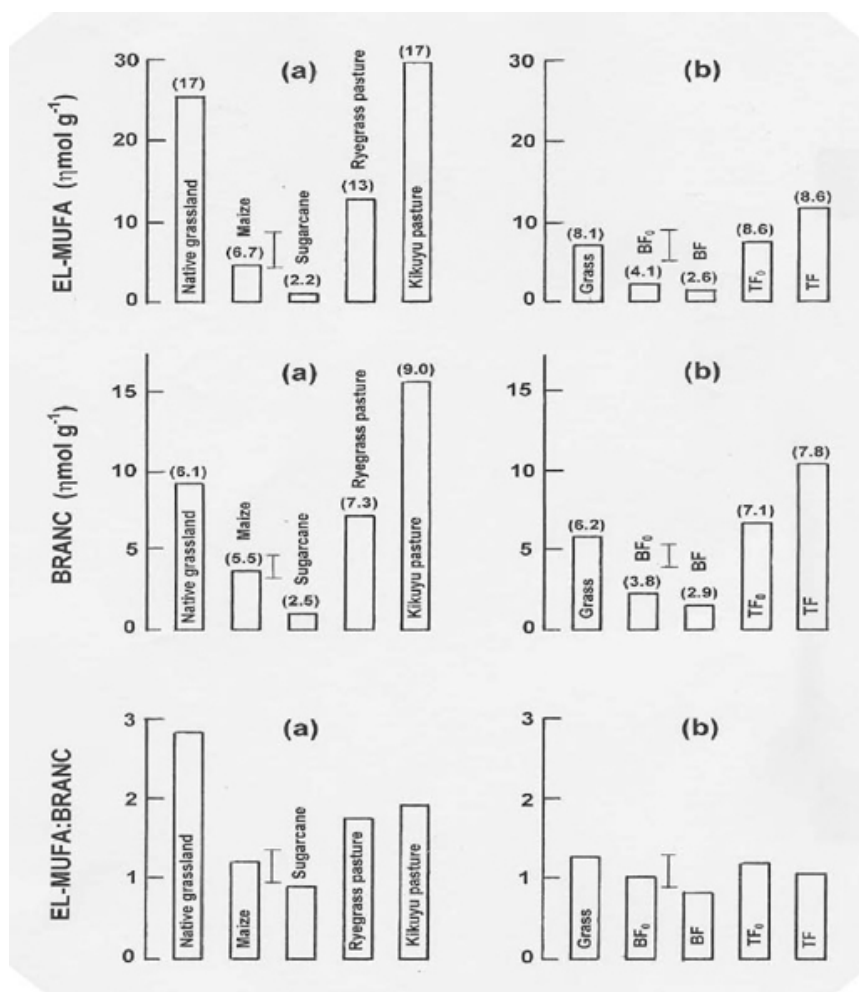 EL-MUFA (ηmol g-1)
30
20
10
0
(a)
(17)
Native grassland
Maize
(6.7)
Sugarcane
(2.2)
Ryegrass pasture
(13)
(17)
Kikuyu pasture
30
20
10
0
(b)
(8.1)
Grass
BF₀
(4.1)
BF
(2.6)
(8.6)
TF₀
(8.6)
TF
BRANC (ηmol g-1)
15
10
5
0
(a)
(6.1)
Native grassland
Maize
(5.5)
Sugarcane
(2.5)
Ryegrass pasture
(7.3)
(9.0)
Kikuyu pasture
15
10
5
0
(b)
(6.2)
Grass
BF₀
(3.8)
BF
(2.9)
(7.1)
TF₀
(7.8)
TF
EL-MUFA:BRANC
3
2
1
0
(a)
Native grassland
Maize
Sugarcane
Ryegrass pasture
Kikuyu pasture
3
2
1
0
(b)
Grass
BF₀
BF
TF₀
TF